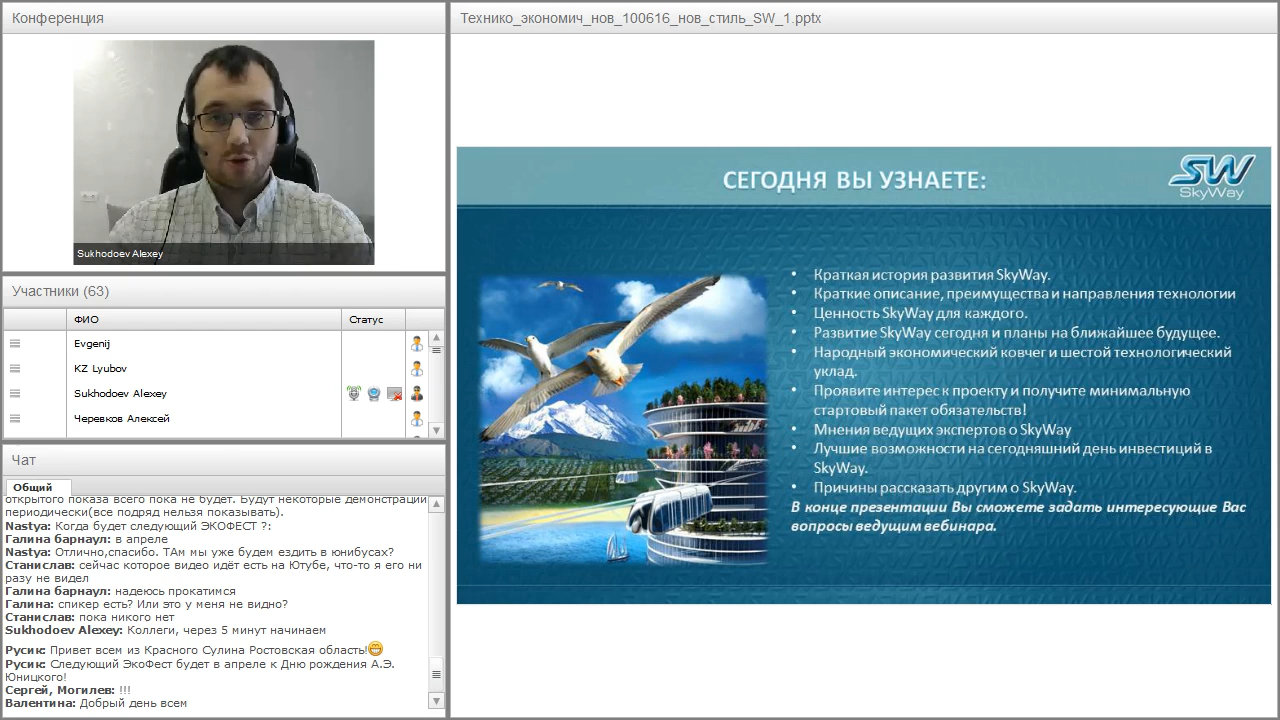 Конференция
Sukhodoev Alexey
Участники (63)
ФИО
Статус
Evgenij
KZ Lyubov
Sukhodoev Alexey
Черевков Алексей
Чат
Общий
открытого показа всего пока не будет. Будут некоторые демонстрации
периодически(все подряд нельзя показывать).
Nastya: Когда будет следующий ЭКОФЕСТ ?:
Галина барнаул: в апреле
Nastya: Отлично,спасибо. ТАм мы уже будем ездить в юнибусах?
Станислав: сейчас которое видео идёт есть на Ютубе, что-то я его ни
разу не видел
Галина барнаул: надеюсь прокатимся
Галина: спикер есть? Или это у меня не видно?
Станислав: пока никого нет
Sukhodoev Alexey: Коллеги, через 5 минут начинаем
Русик: Привет всем из Красного Сулина Ростовская область!
Русик: Следующий ЭкоФест будет в апреле к Дню рождения А.Э.
Юницкого!
Сергей, Могилев: !!!
Валентина: Добрый день всем
Технико_экономич_нов_100616_нов_стиль_SW_1.pptx
СЕГОДНЯ ВЫ УЗНАЕТЕ:
SW
SkyWay
• Краткая история развития SkyWay.
• Краткие описание, преимущества и направления технологии
• Ценность SkyWay для каждого.
• Развитие SkyWay сегодня и планы на ближайшее будущее.
• Народный экономический ковчег и шестой технологический
уклад.
• Проявите интерес к проекту и получите минимальную
стартовый пакет обязательств!
• Мнения ведущих экспертов о SkyWay
• Лучшие возможности на сегодняшний день инвестиций в
SkyWay.
• Причины рассказать другим о SkyWay.
В конце презентации Вы сможете задать интересующие Вас
вопросы ведущим вебинара.